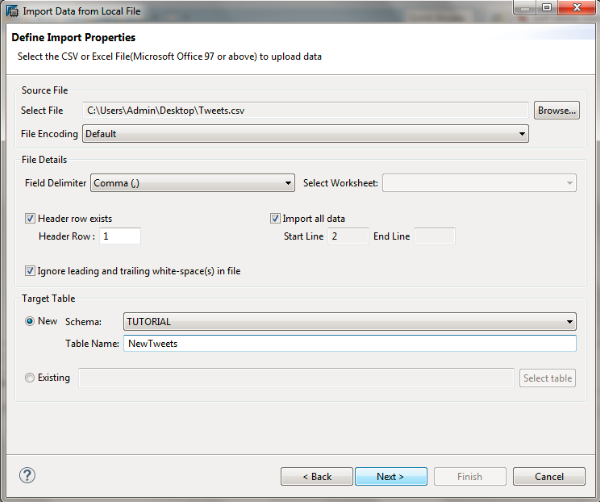 Import Data from Local File
Define Import Properties
Select the CSV or Excel File(Microsoft Office 97 or above) to upload data
Source File
Select File C:\Users\Admin\Desktop\Tweets.csv Browse...
File Encoding Default
File Details
Field Delimiter Comma (,) Select Worksheet:
Header row exists Import all data
Header Row : 1 Start Line 2 End Line
Ignore leading and trailing white-space(s) in file
Target Table
New Schema: TUTORIAL
Table Name: NewTweets
Existing Select table
? < Back Next > Finish Cancel